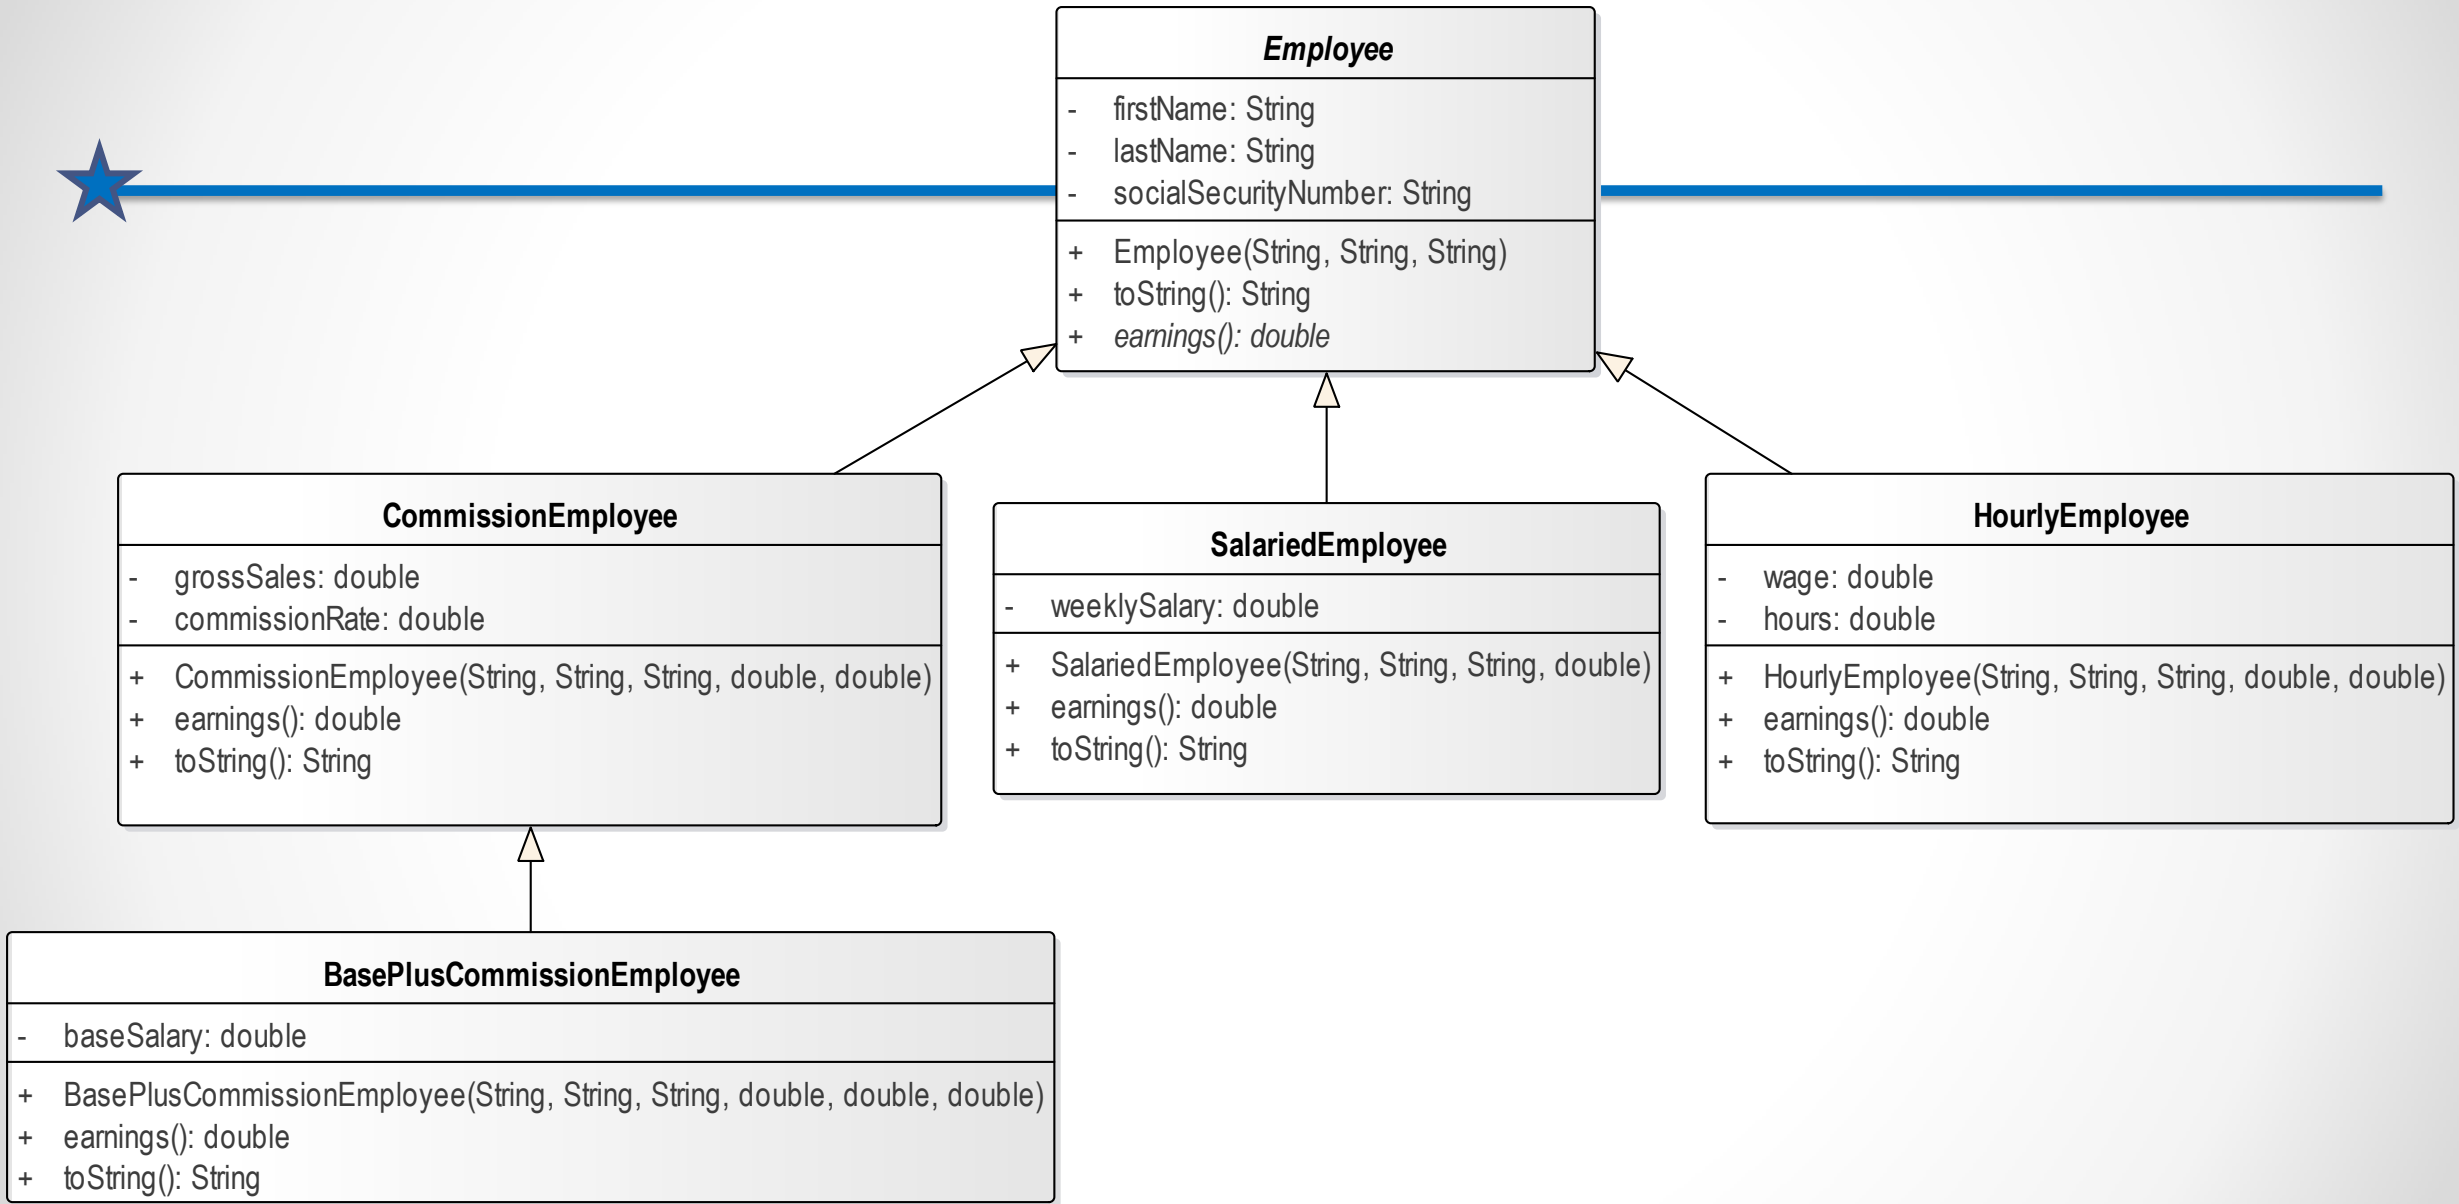 Employee
- firstName: String
- lastName: String
- socialSecurityNumber: String
+ Employee(String, String, String)
+ toString(): String
+ earnings(): double
CommissionEmployee
- grossSales: double
- commissionRate: double
+ CommissionEmployee(String, String, String, double, double)
+ earnings(): double
+ toString(): String
SalariedEmployee
- weeklySalary: double
+ SalariedEmployee(String, String, String, double)
+ earnings(): double
+ toString(): String
HourlyEmployee
- wage: double
- hours: double
+ HourlyEmployee(String, String, String, double, double)
+ earnings(): double
+ toString(): String
BasePlusCommissionEmployee
- baseSalary: double
+ BasePlusCommissionEmployee(String, String, String, double, double, double)
+ earnings(): double
+ toString(): String